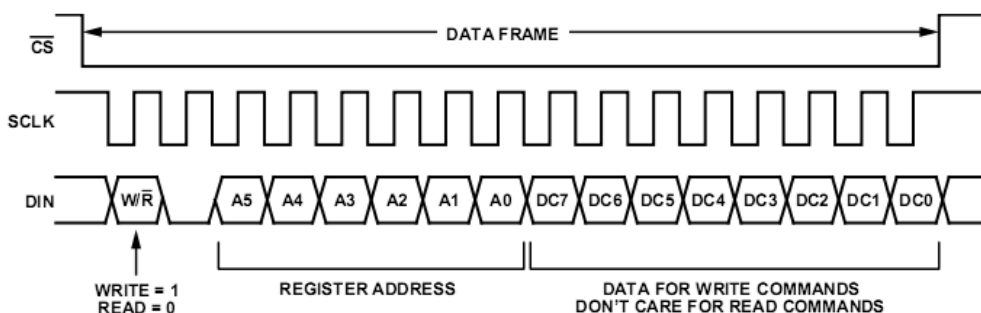 CS
DATA FRAME
SCLK
DIN W/R A5 A4 A3 A2 A1 A0 DC7 DC6 DC5 DC4 DC3 DC2 DC1 DC0
WRITE = 1
READ = 0
REGISTER ADDRESS
DATA FOR WRITE COMMANDS
DON'T CARE FOR READ COMMANDS